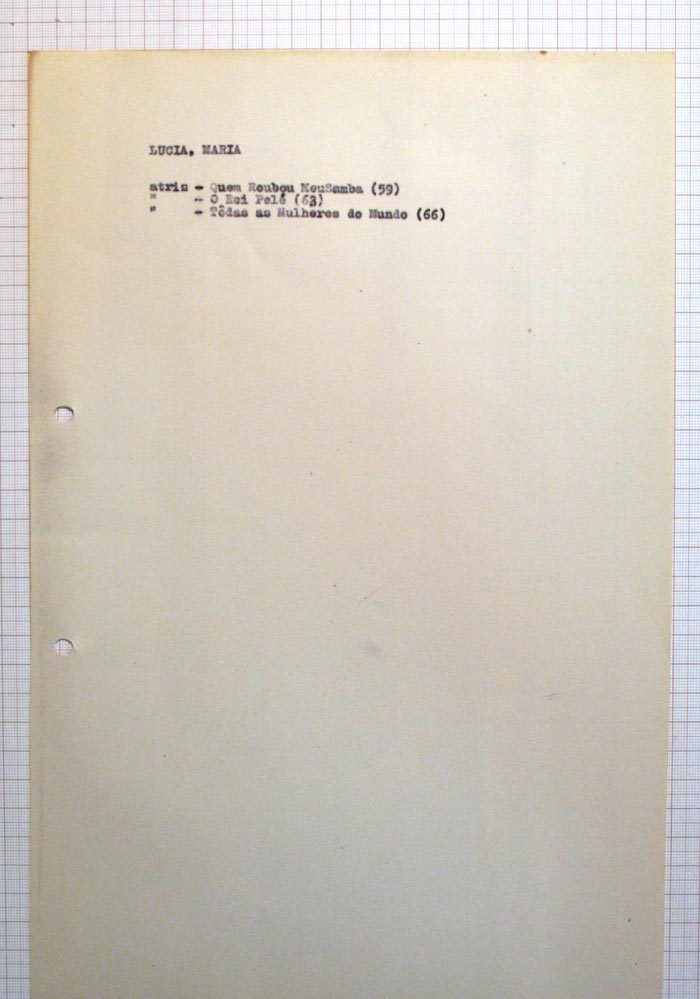 LUCIA, MARIA
atriz - Quem Roubou MeuSamba (59)
" - O Rei Pelé (63)
" - Tôdas as Mulheres do Mundo (66)